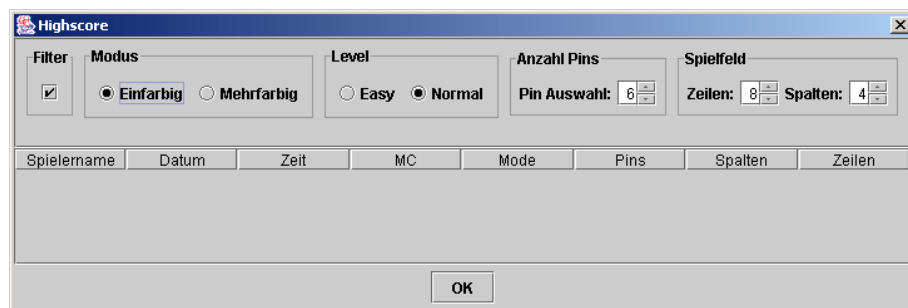 Highscore
Filter Modus Level Anzahl Pins Spielfeld
Einfarbig Mehrfarbig Easy Normal Pin Auswahl: 6 Zeilen: 8 Spalten: 4
Spielername Datum Zeit MC Mode Pins Spalten Zeilen
OK